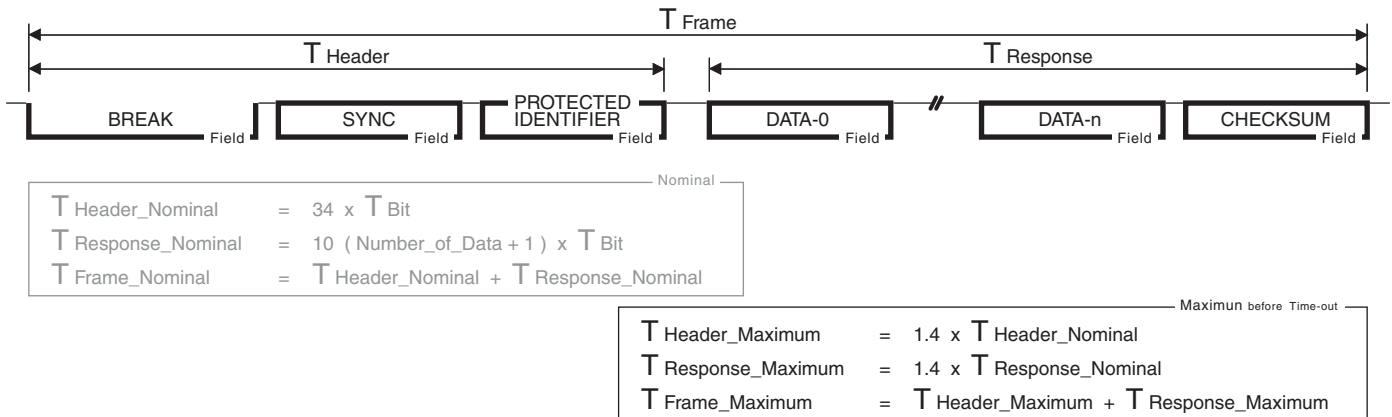 T Frame
T Header T Response
BREAK Field SYNC Field PROTECTED IDENTIFIER Field DATA-0 Field DATA-n Field CHECKSUM Field
Nominal
T Header_Nominal = 34 x T Bit
T Response_Nominal = 10 ( Number_of_Data + 1 ) x T Bit
T Frame_Nominal = T Header_Nominal + T Response_Nominal
Maximun before Time-out
T Header_Maximum = 1.4 x T Header_Nominal
T Response_Maximum = 1.4 x T Response_Nominal
T Frame_Maximum = T Header_Maximum + T Response_Maximum